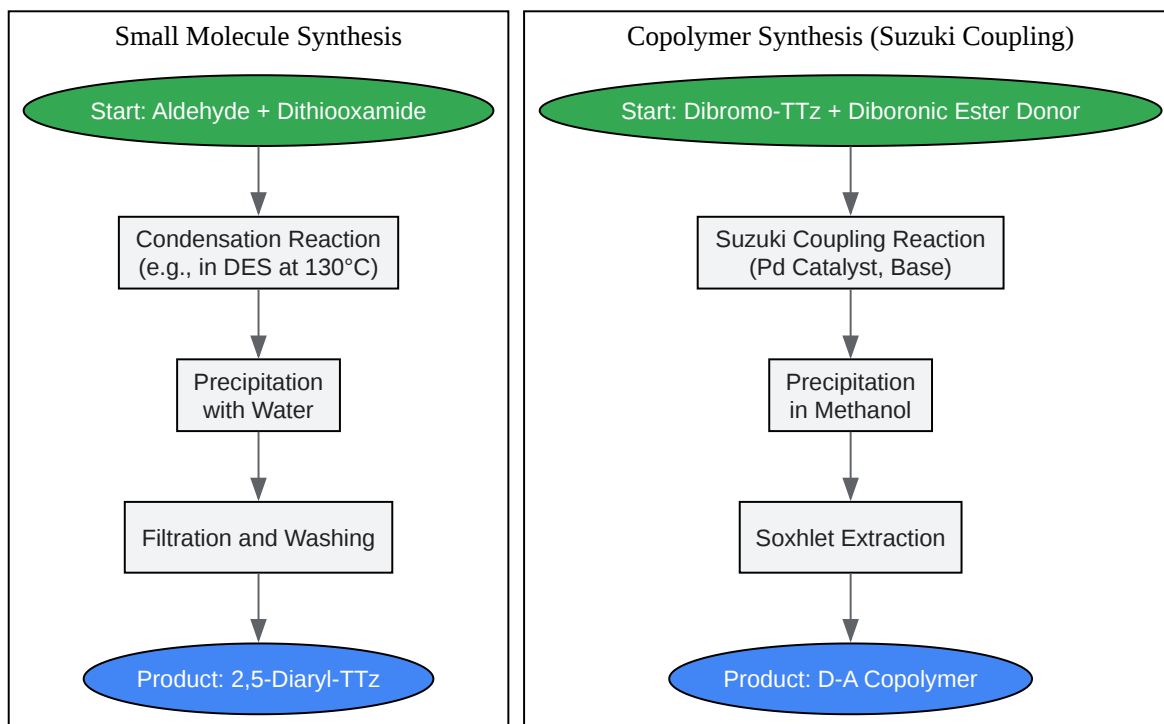 Small Molecule Synthesis
Start: Aldehyde + Dithiooxamide
Condensation Reaction
(e.g., in DES at 130°C)
Precipitation
with Water
Filtration and Washing
Product: 2,5-Diaryl-TTz
Copolymer Synthesis (Suzuki Coupling)
Start: Dibromo-TTz + Diboronic Ester Donor
Suzuki Coupling Reaction
(Pd Catalyst, Base)
Precipitation
in Methanol
Soxhlet Extraction
Product: D-A Copolymer